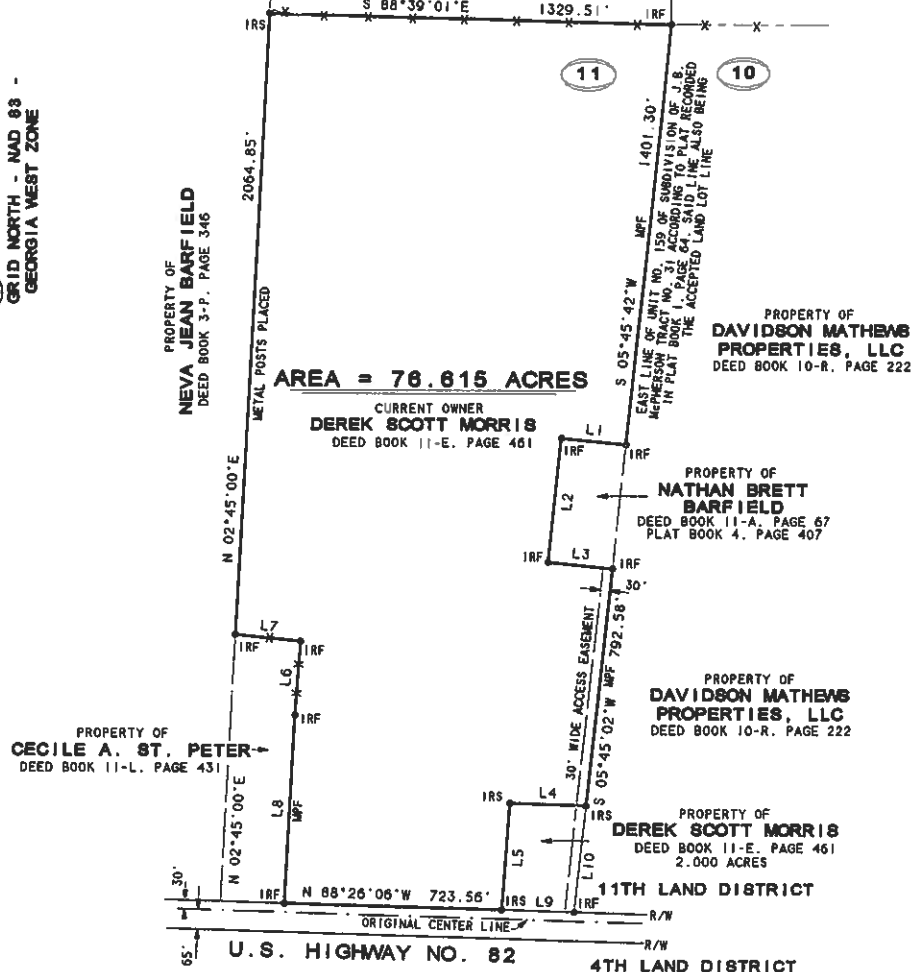 S 88°39'01"E 1329.51'
IRS
IRF
11
10
GRID NORTH - NAD 83 -
GEORGIA WEST ZONE
2064.85'
METAL POSTS PLACED
N 02°45'00"E
PROPERTY OF
NEVA JEAN BARFIELD
DEED BOOK 3-P. PAGE 346
1401.30'
MPF
S 05°45'42"W
EAST LINE OF UNIT NO. 159 OF SUBDIVISION OF J.B.
McPHERSON TRACT NO. 31 ACCORDING TO PLAT RECORDED
IN PLAT BOOK 1. PAGE 64. SAID LINE ALSO BEING
THE ACCEPTED LAND LOT LINE
PROPERTY OF
DAVIDSON MATHEWS
PROPERTIES, LLC
DEED BOOK 10-R. PAGE 222
AREA = 76.615 ACRES
CURRENT OWNER
DEREK SCOTT MORRIS
DEED BOOK 11-E. PAGE 461
L1
IRF
IRF
L2
PROPERTY OF
NATHAN BRETT
BARFIELD
DEED BOOK 11-A. PAGE 67
PLAT BOOK 4. PAGE 407
IRF
L3
IRF
30'
30' WIDE ACCESS EASEMENT
S 05°45'02"W MPF 792.58'
L7
IRF
IRF
L6
IRF
PROPERTY OF
CECILE A. ST. PETER
DEED BOOK 11-L. PAGE 431
PROPERTY OF
DAVIDSON MATHEWS
PROPERTIES, LLC
DEED BOOK 10-R. PAGE 222
N 02°45'00"E
L8
MPF
IRS
L4
IRS
L5
L10
PROPERTY OF
DEREK SCOTT MORRIS
DEED BOOK 11-E. PAGE 461
2.000 ACRES
11TH LAND DISTRICT
30'
IRF
N 88°26'06"W 723.56'
IRS
L9
IRF
R/W
ORIGINAL CENTER LINE
R/W
65'
U.S. HIGHWAY NO. 82
4TH LAND DISTRICT